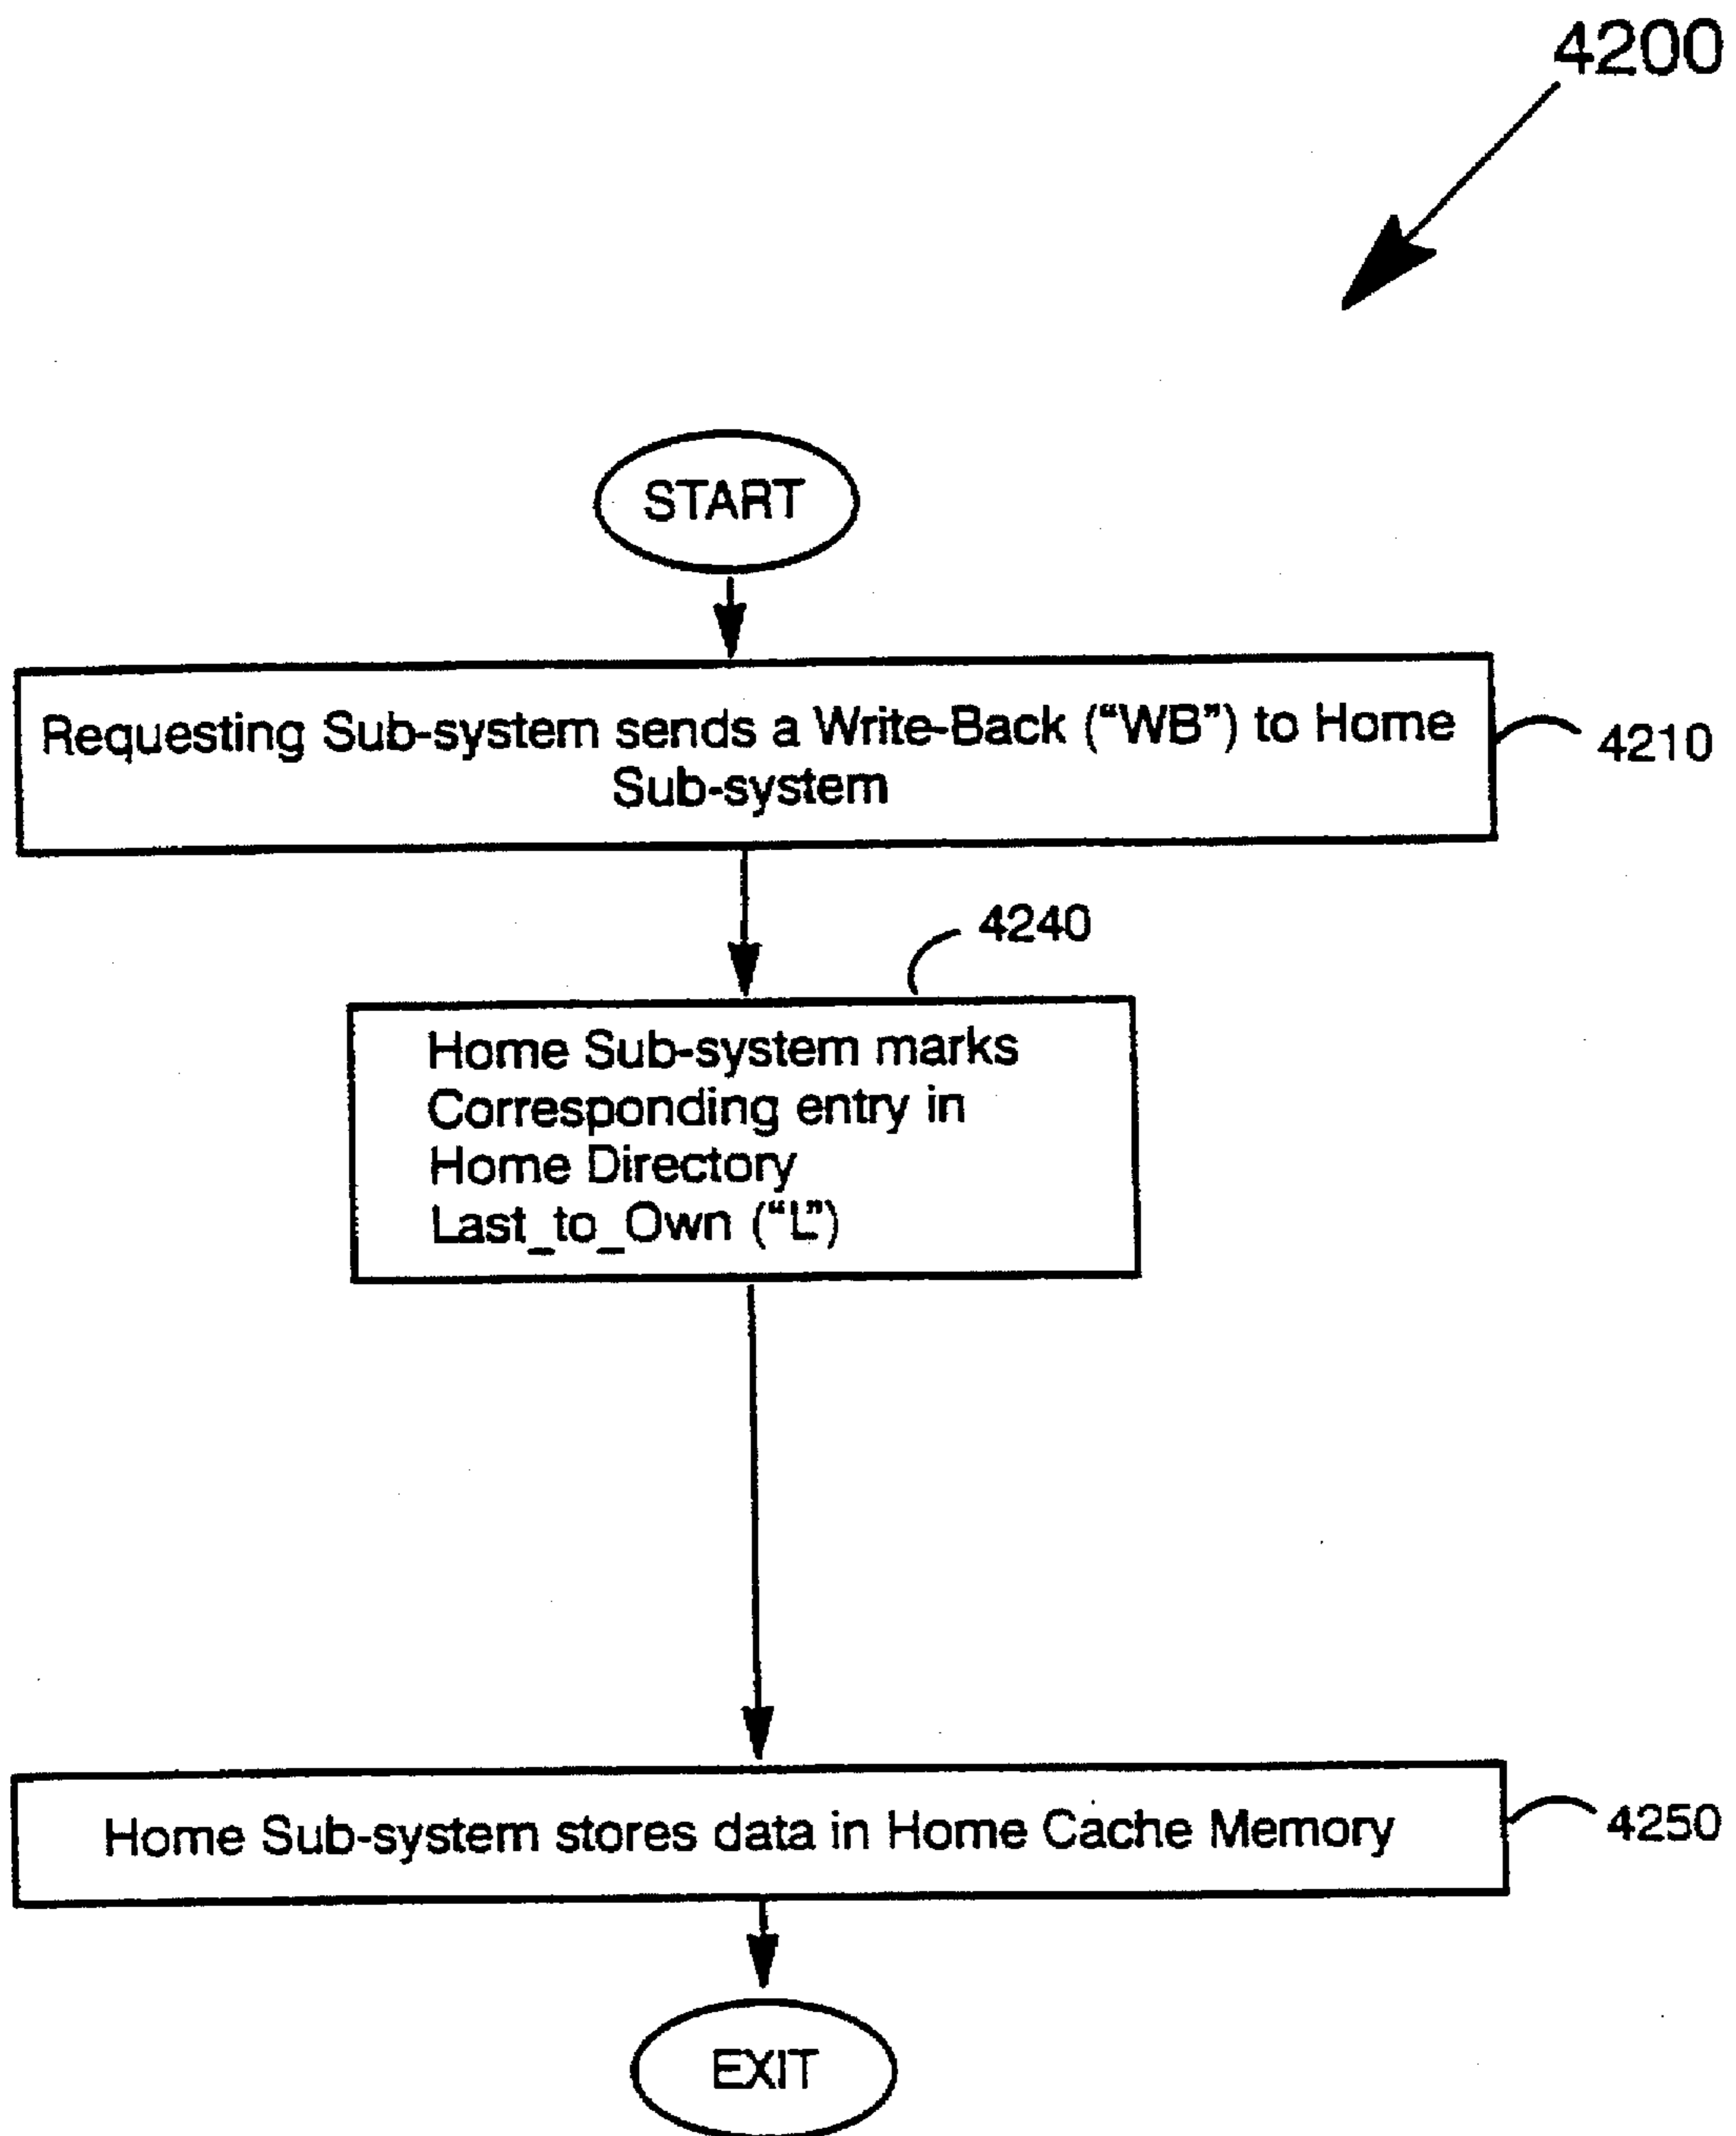 4200
START
Requesting Sub-system sends a Write-Back (“WB”) to Home
Sub-system
4210
4240
Home Sub-system marks
Corresponding entry in
Home Directory
Last_to_Own (“L”)
Home Sub-system stores data in Home Cache Memory
4250
EXIT